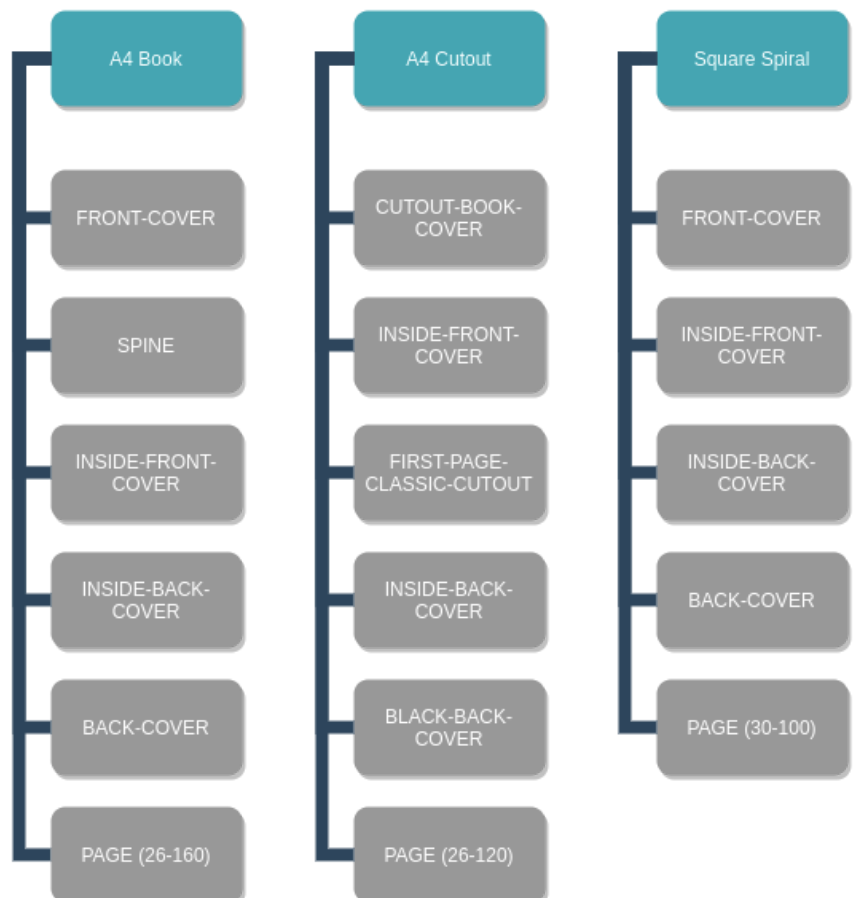 A4 Book
FRONT-COVER
SPINE
INSIDE-FRONT-
COVER
INSIDE-BACK-
COVER
BACK-COVER
PAGE (26-160)
A4 Cutout
CUTOUT-BOOK-
COVER
INSIDE-FRONT-
COVER
FIRST-PAGE-
CLASSIC-CUTOUT
INSIDE-BACK-
COVER
BLACK-BACK-
COVER
PAGE (26-120)
Square Spiral
FRONT-COVER
INSIDE-FRONT-
COVER
INSIDE-BACK-
COVER
BACK-COVER
PAGE (30-100)